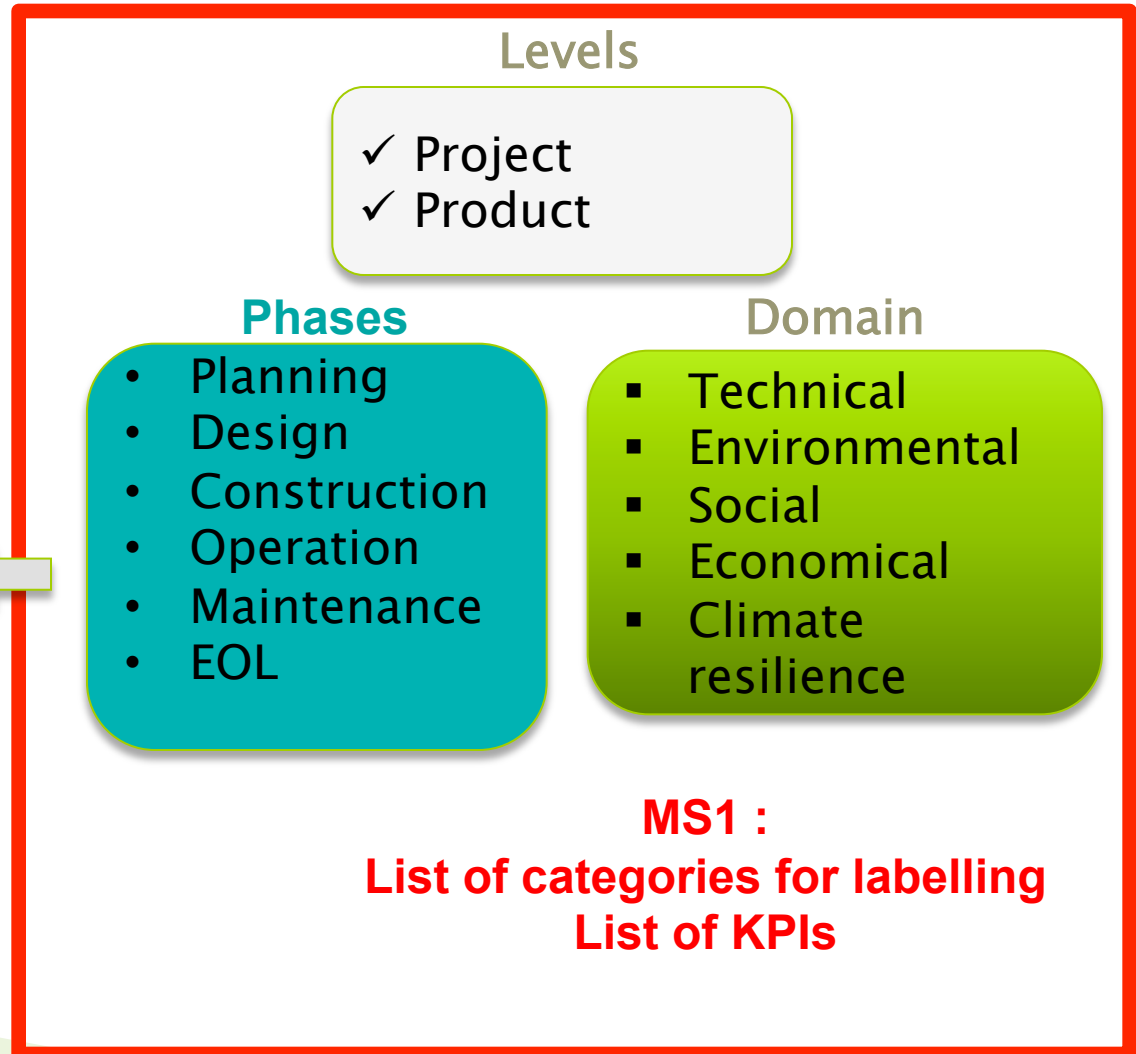 Levels
✓ Project
✓ Product
Phases
• Planning
• Design
• Construction
• Operation
• Maintenance
• EOL
Domain
▪ Technical
▪ Environmental
▪ Social
▪ Economical
▪ Climate
resilience
MS1 :
List of categories for labelling
List of KPIs